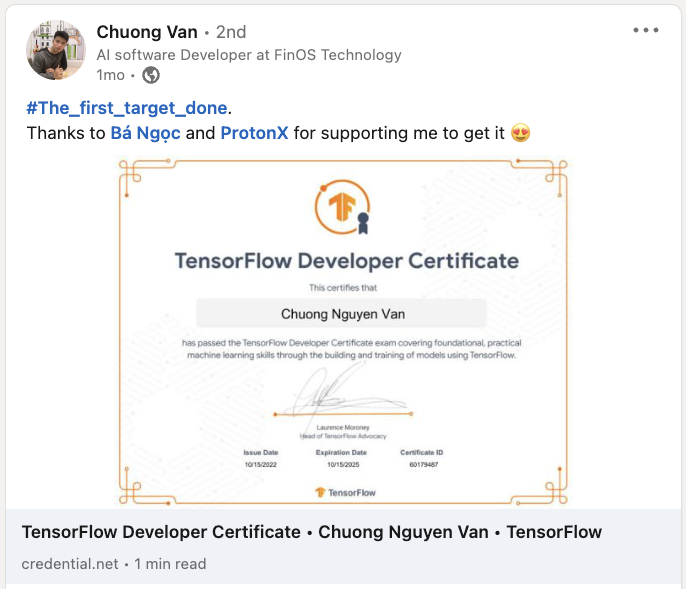 Chuong Van • 2nd
AI software Developer at FinOS Technology
1mo •
#The_first_target_done.
Thanks to Bá Ngọc and ProtonX for supporting me to get it 😍
TensorFlow Developer Certificate
This certifies that
Chuong Nguyen Van
has passed the TensorFlow Developer Certificate exam covering foundational, practical
machine learning skills through the building and training of models using TensorFlow.
Laurence Moroney
Head of TensorFlow Advocacy
Issue Date Expiration Date Certificate ID
10/15/2022 10/15/2025 60179487
TensorFlow
TensorFlow Developer Certificate • Chuong Nguyen Van • TensorFlow
credential.net • 1 min read